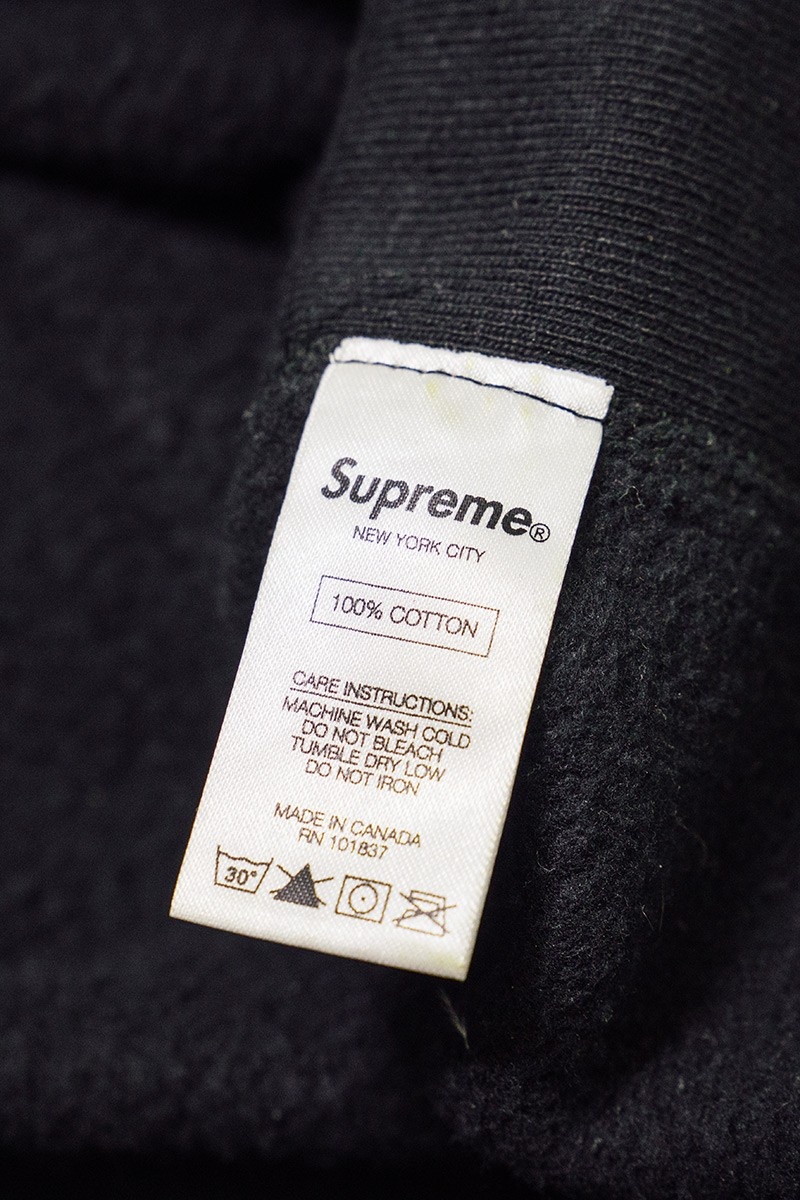 Supreme®
NEW YORK CITY
100% COTTON
CARE INSTRUCTIONS:
MACHINE WASH COLD
DO NOT BLEACH
TUMBLE DRY LOW
DO NOT IRON
MADE IN CANADA
RN 101837
30°